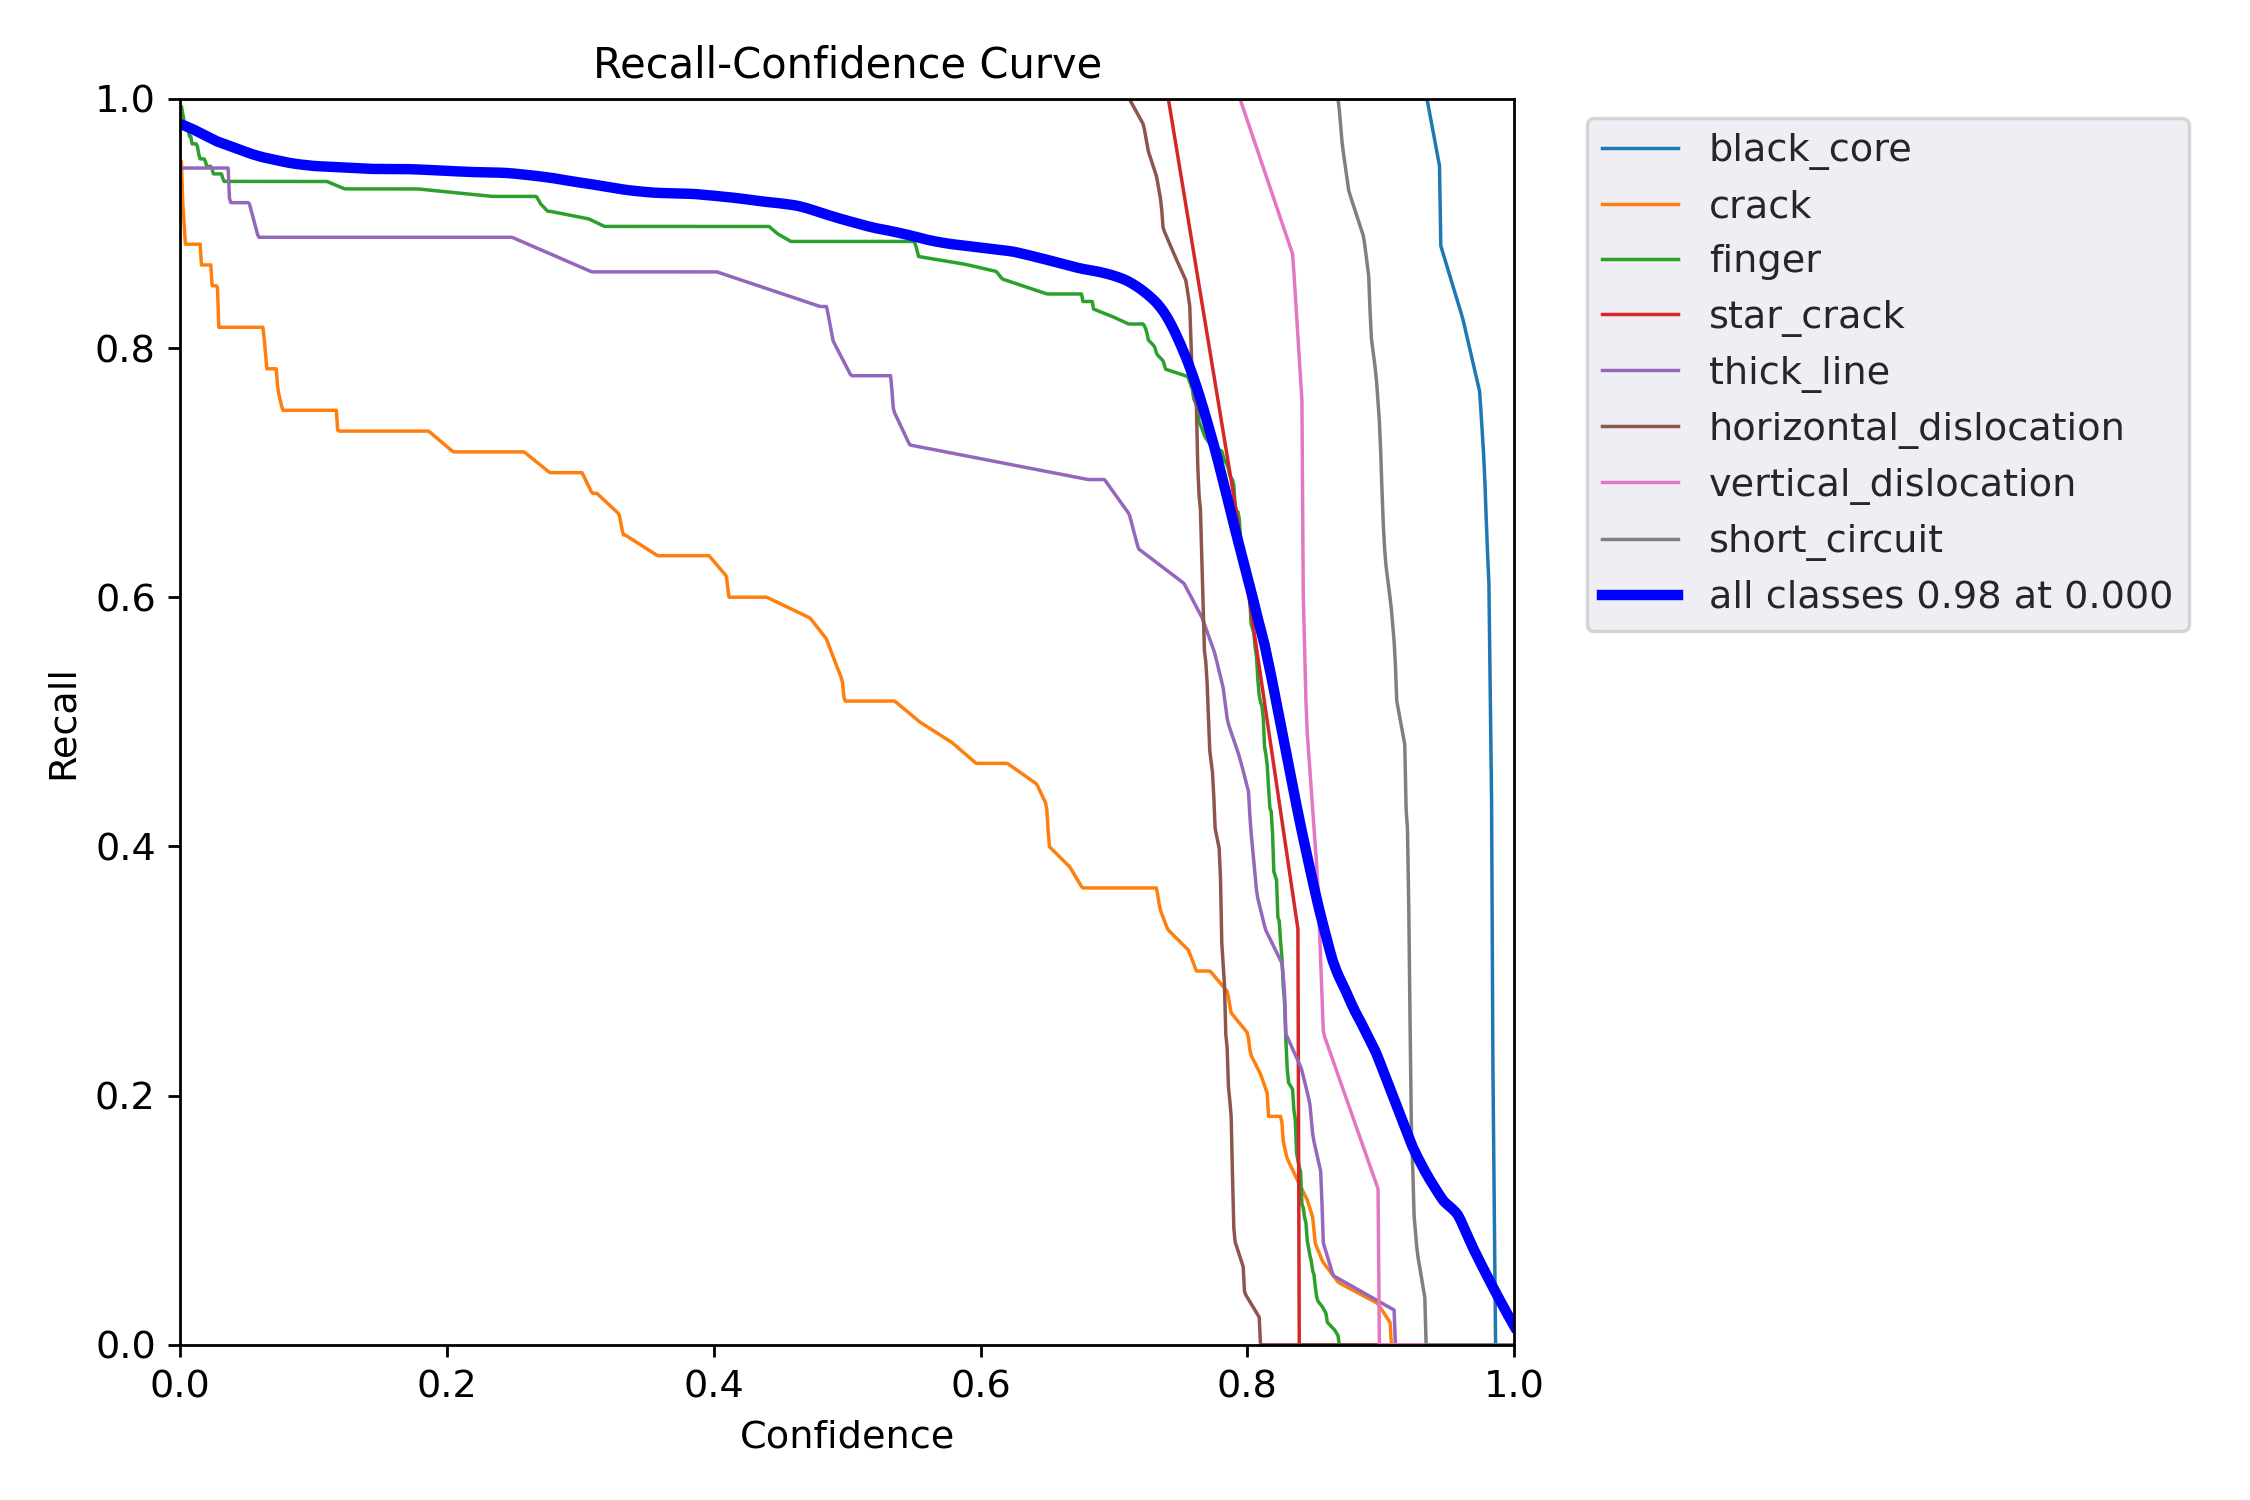 Recall-Confidence Curve
1.0
0.8
0.6
0.4
0.2
0.0
Recall
0.0 0.2 0.4 0.6 0.8 1.0
Confidence
black_core
crack
finger
star_crack
thick_line
horizontal_dislocation
vertical_dislocation
short_circuit
all classes 0.98 at 0.000